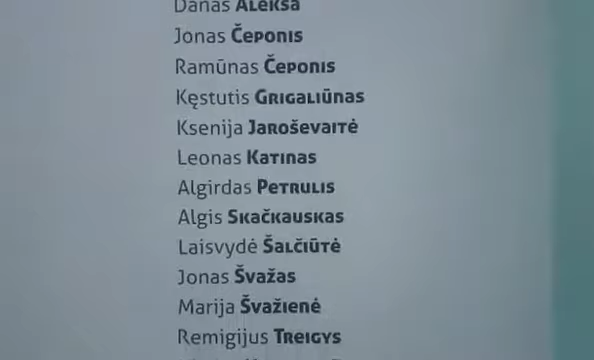 Danas Aleksa
Jonas Čeponis
Ramūnas Čeponis
Kęstutis Grigaliūnas
Ksenija Jaroševaitė
Leonas Katinas
Algirdas Petrulis
Algis Skačkauskas
Laisvydė Šalčiūtė
Jonas Švažas
Marija Švažienė
Remigijus Treigys